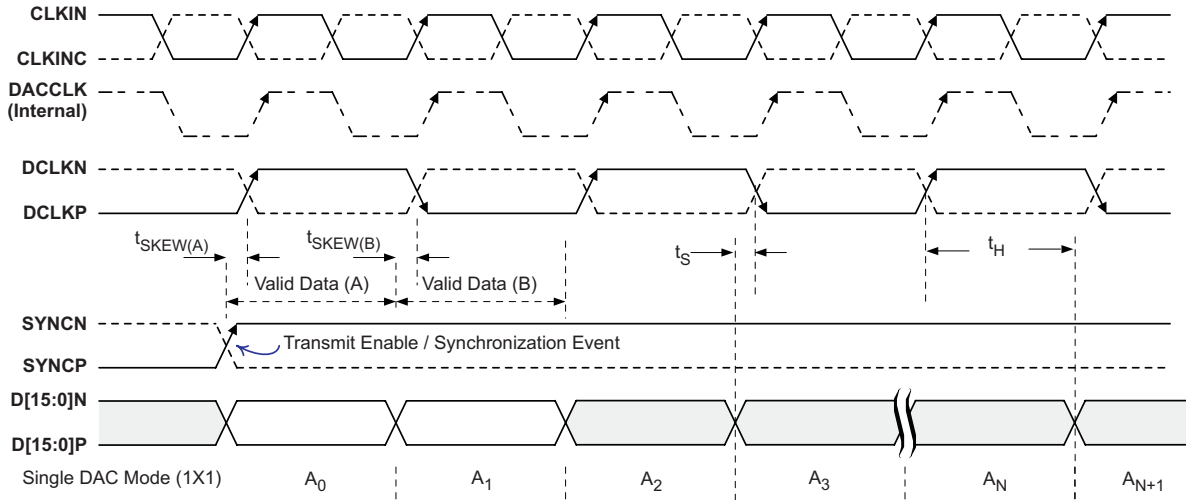 CLKIN
CLKINC
DACCLK
(Internal)
DCLKN
DCLKP
tSKEW(A)
tSKEW(B)
tS
tH
Valid Data (A)
Valid Data (B)
SYNCN
Transmit Enable / Synchronization Event
SYNCP
D[15:0]N
D[15:0]P
Single DAC Mode (1X1)
A0
A1
A2
A3
AN
AN+1